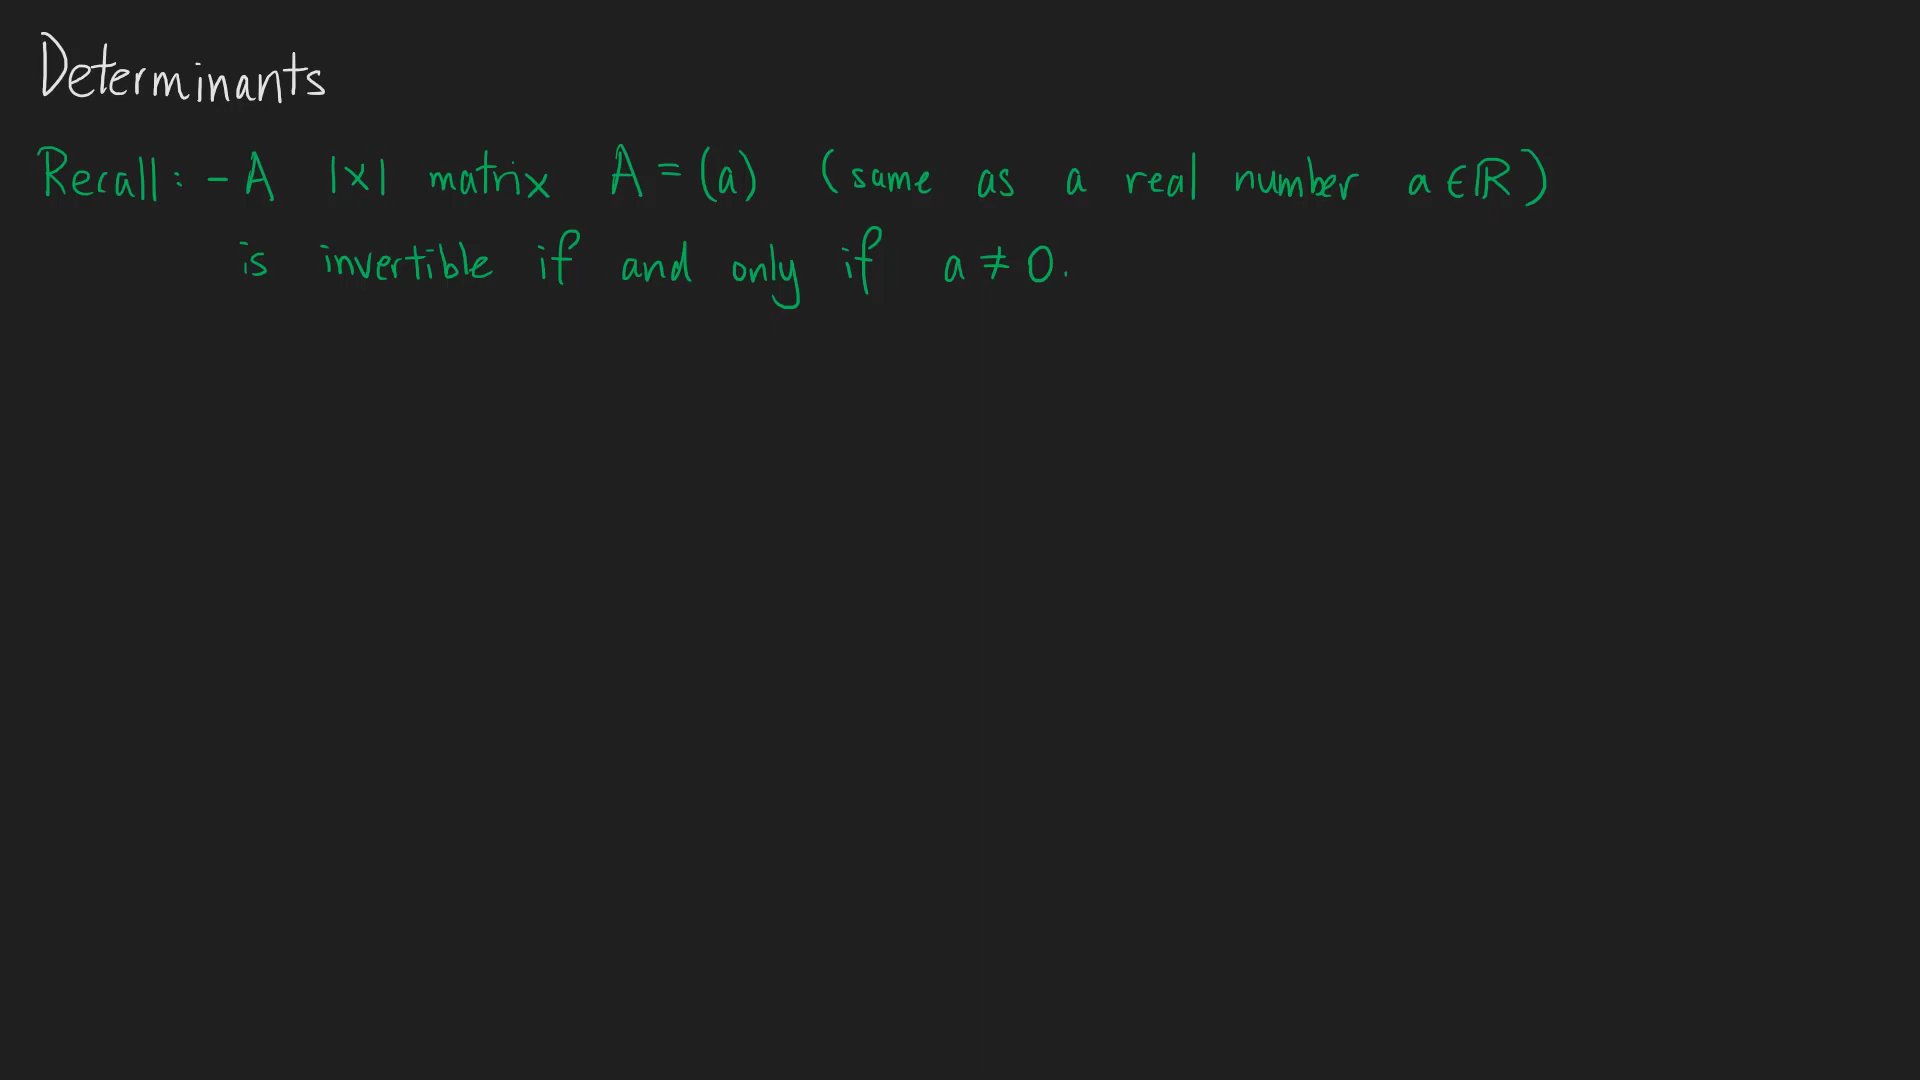 Determinants
Recall: - A 1x1 matrix A = (a) (same as a real number a ∈ ℝ)
is invertible if and only if a ≠ 0.